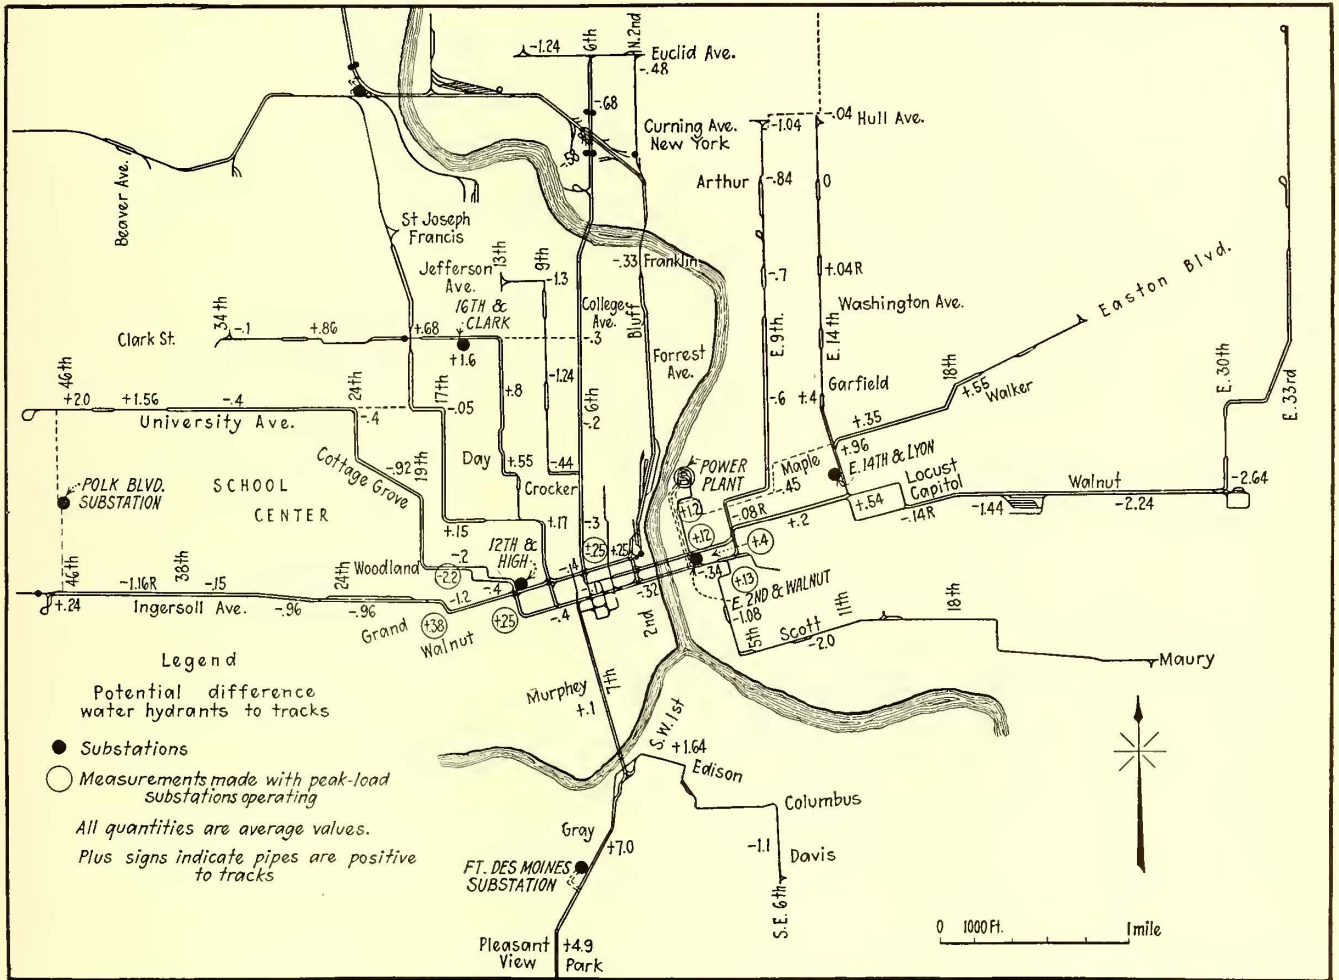 -1.24
6th
N.2nd
Euclid Ave.
-.48
-.68
Curning Ave.
New York
-.58
-1.04
-.04 Hull Ave.
Arthur
-.84
0
Beaver Ave.
St Joseph
Francis
Jefferson
Ave.
13th
9th
-1.3
-.33 Franklin
-.7
+.04R
Easton Blvd.
16TH &
CLARK
College
Ave.
Bluff
Washington Ave.
34th
-.1
+.86
+.68
Clark St.
+1.6
-.3
Forrest
Ave.
E.9th.
E.14th
46th
24th
17th
+.8
-1.24
6th
Garfield
18th
+.55
Walker
E. 30th
E. 33rd
+2.0
+1.56
-.4
University Ave.
-.4
-.05
-.2
-.6
+.4
+.35
Cottage Grove
-.92
19th
Day
+.55
-.44
Crocker
POWER
PLANT
Maple
-.45
+.96
E. 14TH & LYON
Locust
Capitol
POLK BLVD.
SUBSTATION
SCHOOL
CENTER
+.15
+.17
-.3
+1.2
-.08R
+.2
+.54
-.14R
-1.44
Walnut
-2.24
-2.64
12TH &
HIGH
-.14
+.25
+.25
+.12
+.4
46th
38th
24th
Woodland
-.2
-2.2
-.4
-.1
-.32
-.34
+.13
E. 2ND & WALNUT
+.24
-1.16R
-.15
Ingersoll Ave.
-.96
-.96
-1.2
Grand
+.38
Walnut
+.25
-.4
2nd
-1.08
5th
Scott
-2.0
11th
18th
Maury
Legend
Potential difference
water hydrants to tracks
Substations
Measurements made with peak-load
substations operating
All quantities are average values.
Plus signs indicate pipes are positive
to tracks
Murphey
+.1
7th
S.W. 1st
+1.64
Edison
Columbus
Gray
+7.0
-1.1
Davis
FT. DES MOINES
SUBSTATION
S.E. 6th
Pleasant
View
+4.9
Park
0 1000 Ft. 1 mile